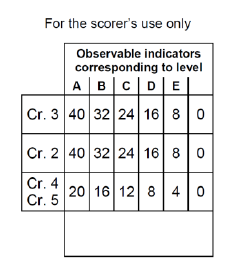 For the scorer's use only
Observable indicators
corresponding to level
A B C D E
Cr. 3 40 32 24 16 8 0
Cr. 2 40 32 24 16 8 0
Cr. 4
Cr. 5 20 16 12 8 4 0